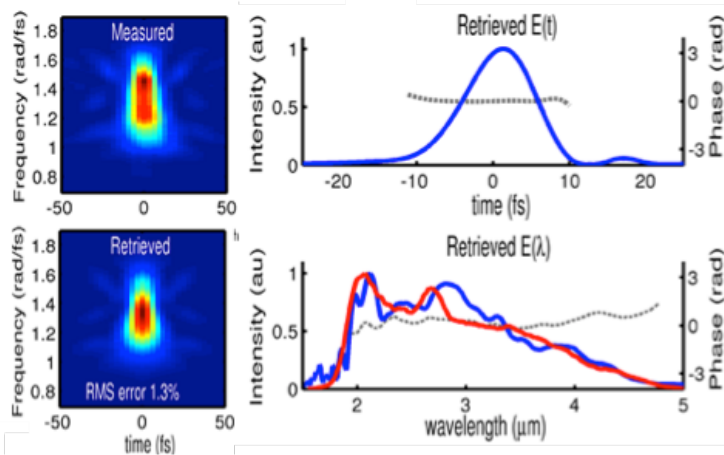 Measured
Frequency (rad/fs)
1.8
1.6
1.4
1.2
1
0.8
-50
0
50
Retrieved E(t)
Intensity (au)
1
0.5
0
Phase (rad)
3
0
-3
-20
-10
0
10
20
time (fs)
Retrieved
RMS error 1.3%
Frequency (rad/fs)
1.8
1.6
1.4
1.2
1
0.8
-50
0
50
time (fs)
Retrieved E(λ)
Intensity (au)
1
0.5
0
Phase (rad)
3
0
-3
2
3
4
5
wavelength (μm)